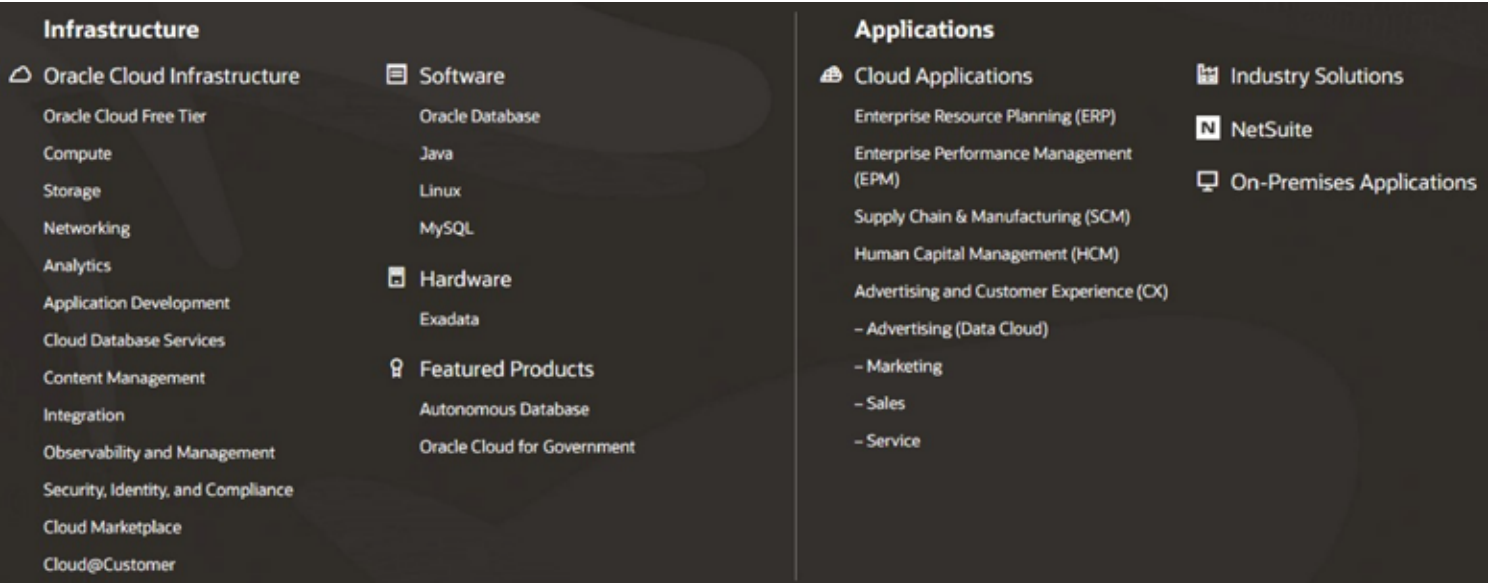 Infrastructure
Oracle Cloud Infrastructure
Oracle Cloud Free Tier
Compute
Storage
Networking
Analytics
Application Development
Cloud Database Services
Content Management
Integration
Observability and Management
Security, Identity, and Compliance
Cloud Marketplace
Cloud@Customer
Software
Oracle Database
Java
Linux
MySQL
Hardware
Exadata
Featured Products
Autonomous Database
Oracle Cloud for Government
Applications
Cloud Applications
Enterprise Resource Planning (ERP)
Enterprise Performance Management
(EPM)
Supply Chain & Manufacturing (SCM)
Human Capital Management (HCM)
Advertising and Customer Experience (CX)
– Advertising (Data Cloud)
– Marketing
– Sales
– Service
Industry Solutions
N NetSuite
On-Premises Applications